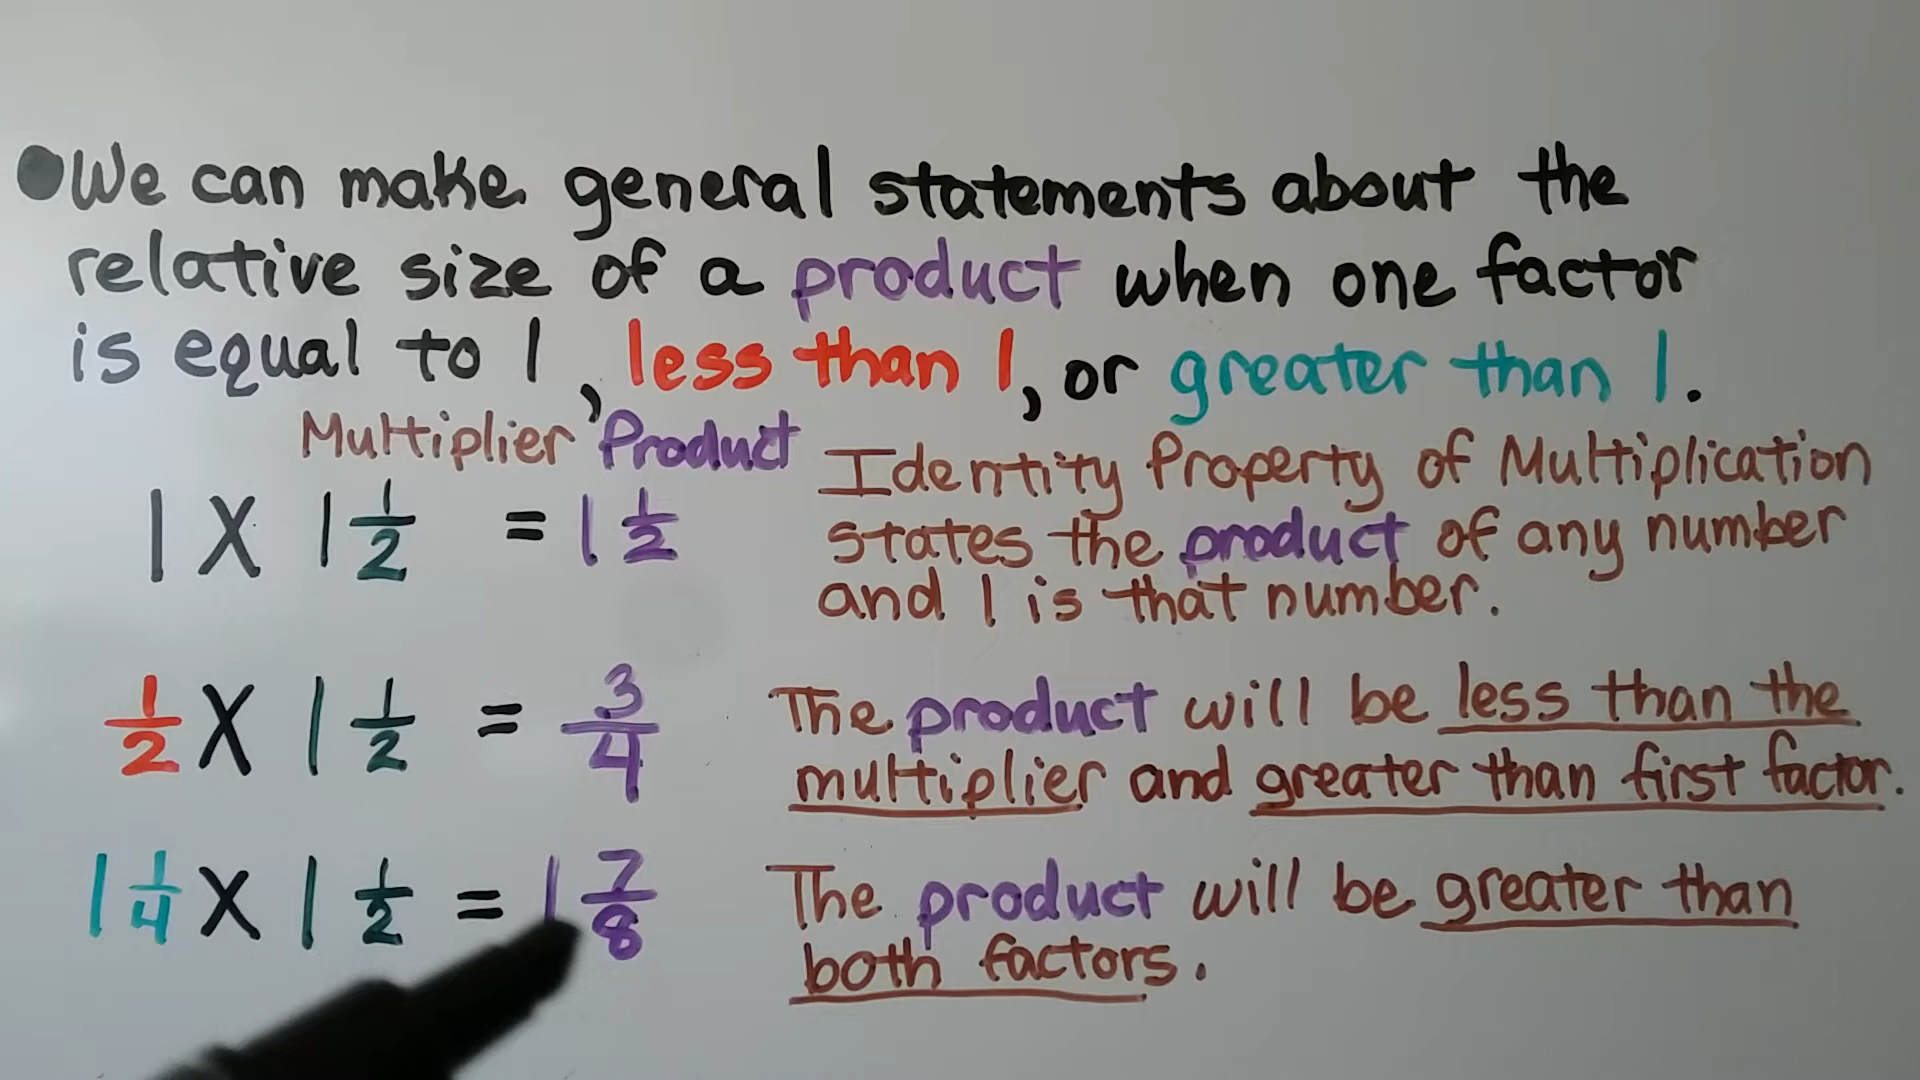 We can make general statements about the
relative size of a product when one factor
is equal to 1, less than 1, or greater than 1.
Multiplier Product
1 X 1 1/2 = 1 1/2
Identity Property of Multiplication
states the product of any number
and 1 is that number.
1/2 X 1 1/2 = 3/4
The product will be less than the
multiplier and greater than first factor.
1 1/4 X 1 1/2 = 1 7/8
The product will be greater than
both factors.